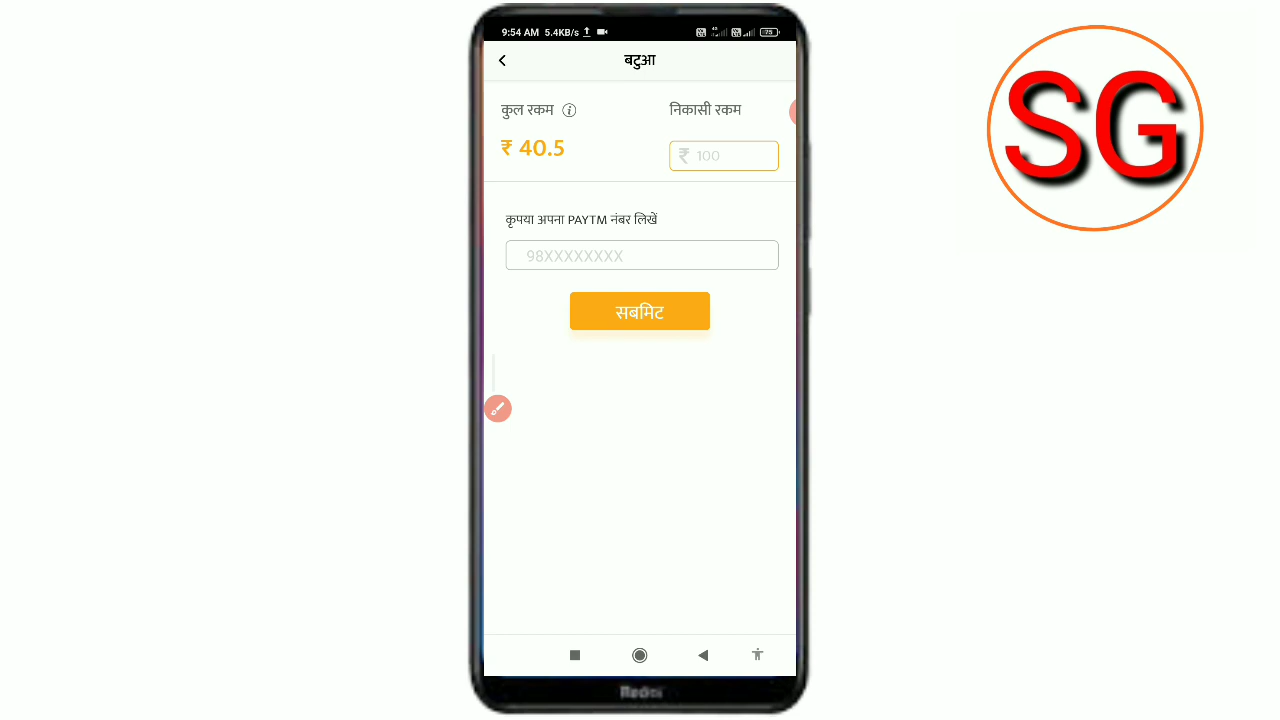 9:54 AM 5.4KB/s 75
बटुआ
कुल रकम निकासी रकम
₹ 40.5 ₹ 100
कृपया अपना PAYTM नंबर लिखें
98XXXXXXXX
सबमिट
Redmi
SG